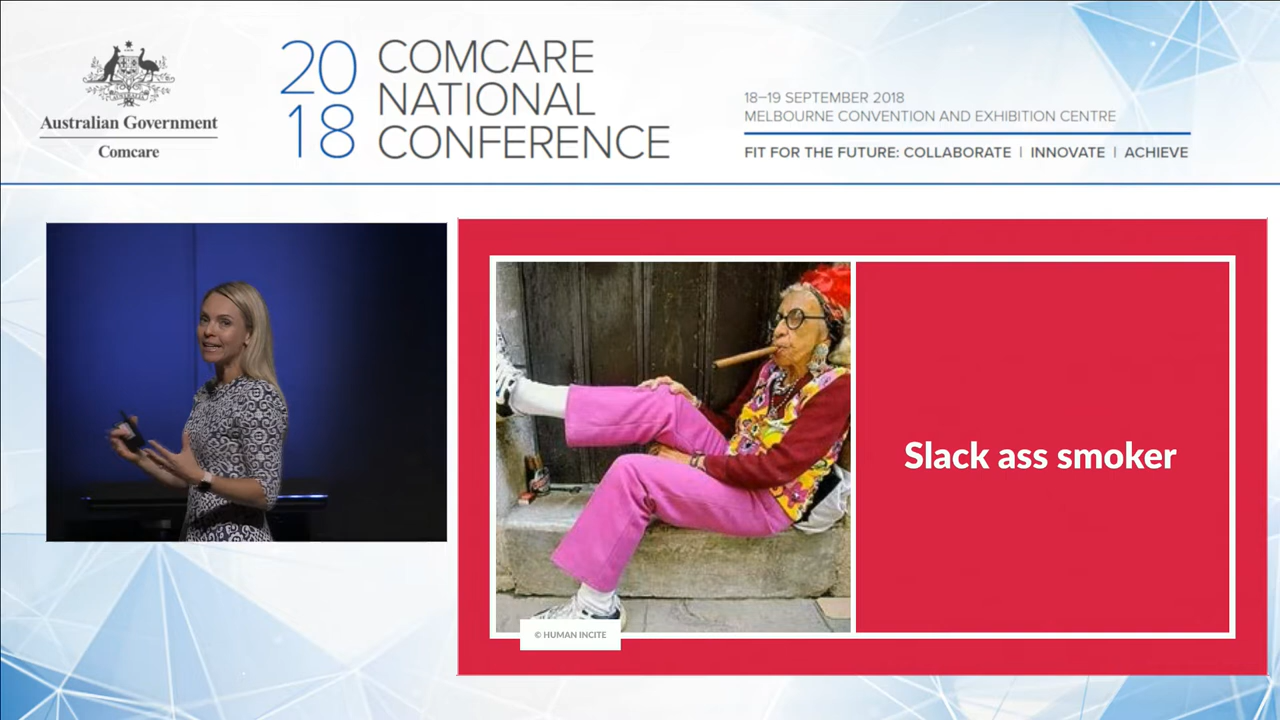 Australian Government
Comcare
20
18
COMCARE
NATIONAL
CONFERENCE
18–19 SEPTEMBER 2018
MELBOURNE CONVENTION AND EXHIBITION CENTRE
FIT FOR THE FUTURE: COLLABORATE | INNOVATE | ACHIEVE
Slack ass smoker
© HUMAN INCITE